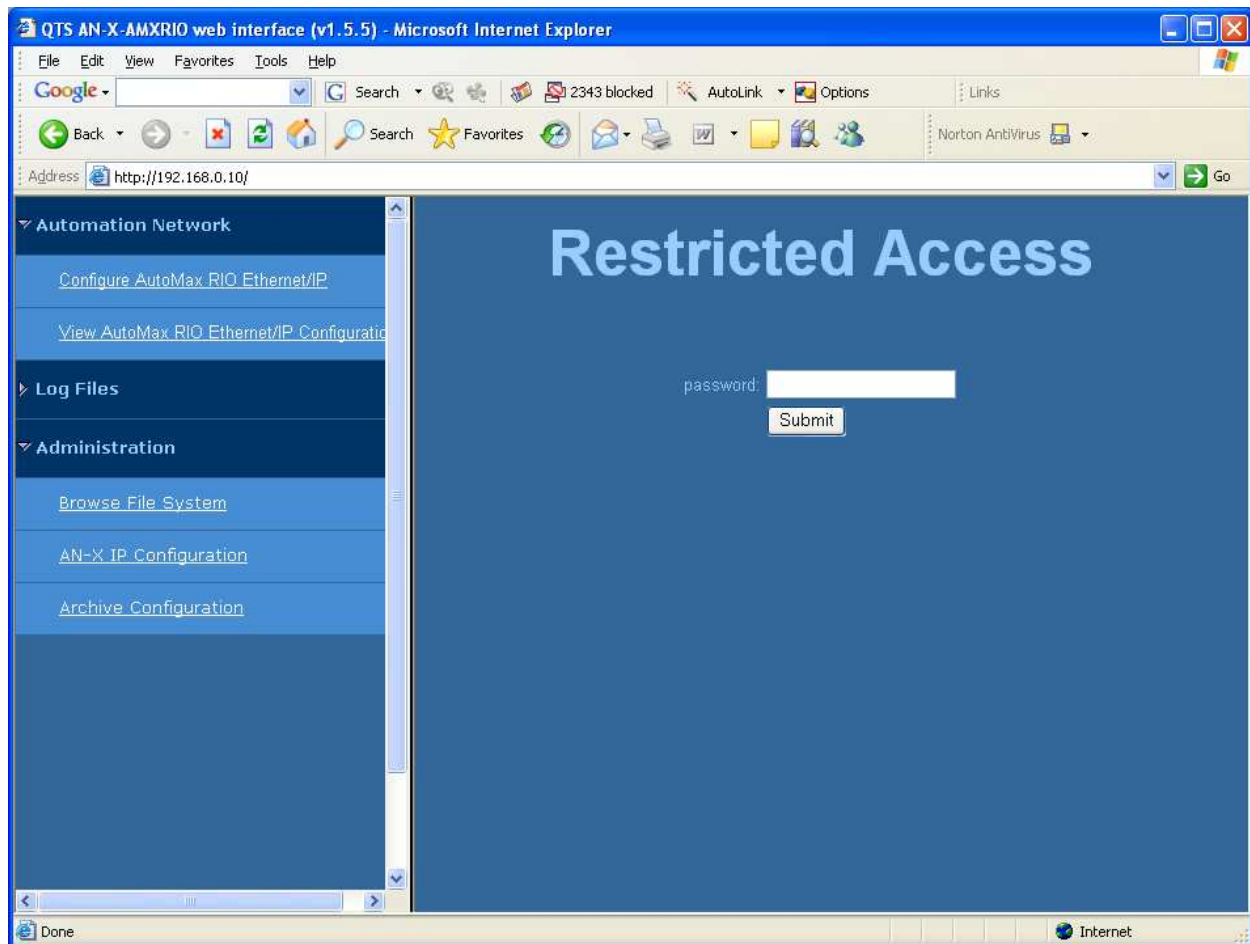 QTS AN-X-AMXRIO web interface (v1.5.5) - Microsoft Internet Explorer
File Edit View Favorites Tools Help
Google Search 2343 blocked AutoLink Options Links
Back Search Favorites Norton AntiVirus
Address http://192.168.0.10/ Go
Automation Network
Configure AutoMax RIO Ethernet/IP
View AutoMax RIO Ethernet/IP Configuratio
Log Files
Administration
Browse File System
AN-X IP Configuration
Archive Configuration
Restricted Access
password:
Submit
Done Internet